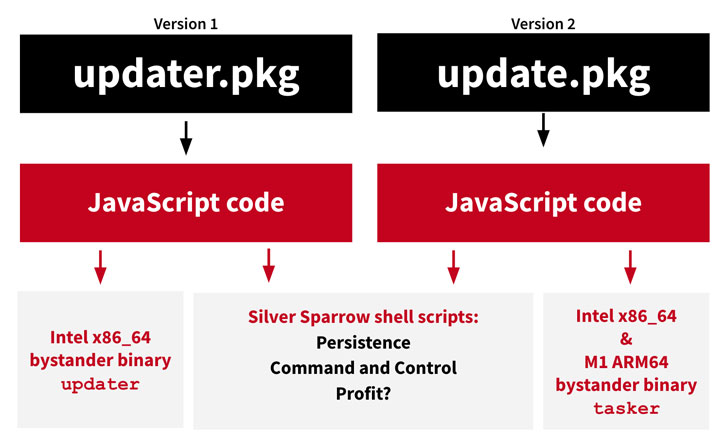 Version 1
Version 2
updater.pkg
update.pkg
JavaScript code
JavaScript code
Intel x86_64
bystander binary
updater
Silver Sparrow shell scripts:
Persistence
Command and Control
Profit?
Intel x86_64
&
M1 ARM64
bystander binary
tasker